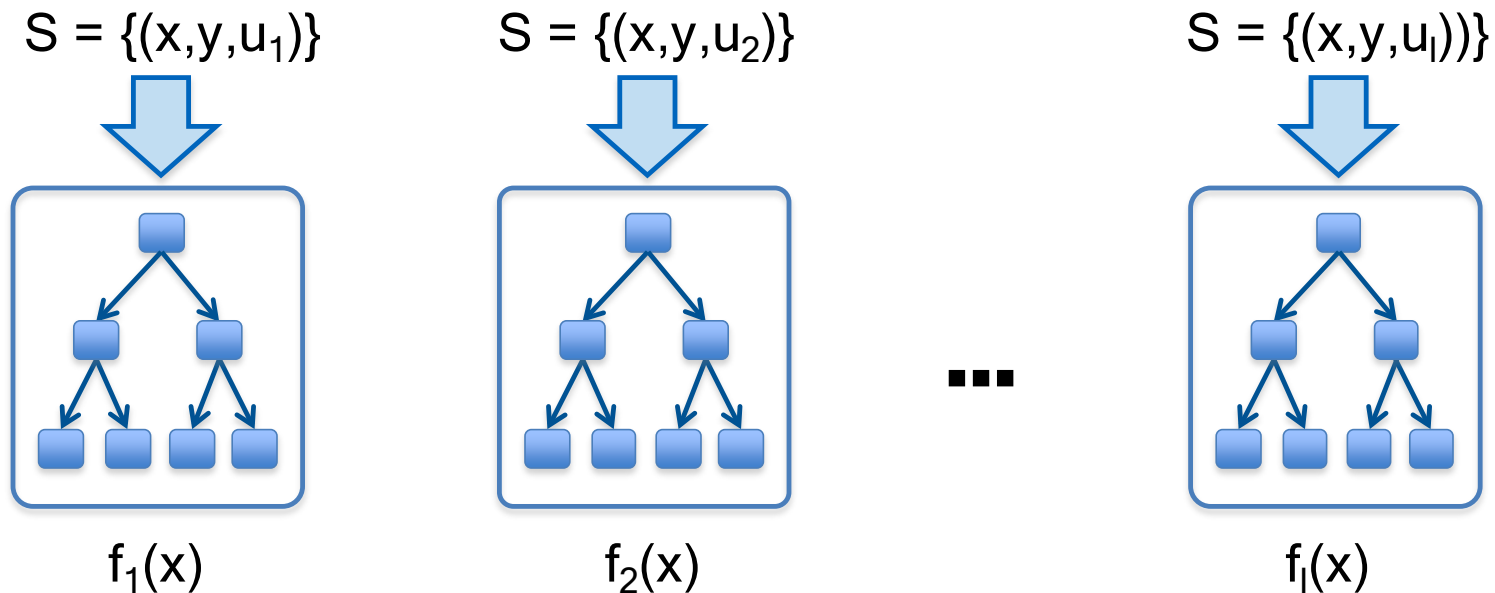 S = {(x,y,u₁)}
S = {(x,y,u₂)}
S = {(x,y,uₗ))}
...
f₁(x)
f₂(x)
fₗ(x)